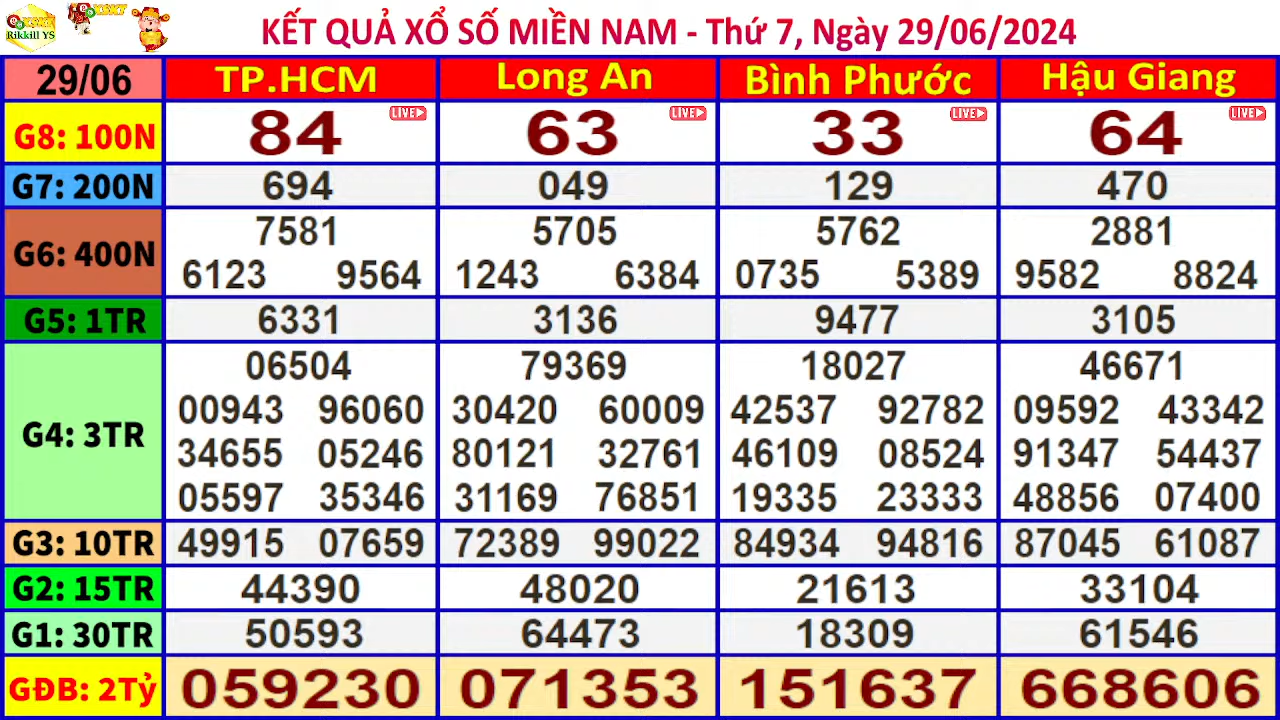 XSKT
Rikkill YS
XSKT
KẾT QUẢ XỔ SỐ MIỀN NAM - Thứ 7, Ngày 29/06/2024
29/06 TP.HCM Long An Bình Phước Hậu Giang
LIVE LIVE LIVE LIVE
G8: 100N 84 63 33 64
G7: 200N 694 049 129 470
7581 5705 5762 2881
G6: 400N
6123 9564 1243 6384 0735 5389 9582 8824
G5: 1TR 6331 3136 9477 3105
06504 79369 18027 46671
00943 96060 30420 60009 42537 92782 09592 43342
G4: 3TR
34655 05246 80121 32761 46109 08524 91347 54437
05597 35346 31169 76851 19335 23333 48856 07400
G3: 10TR 49915 07659 72389 99022 84934 94816 87045 61087
G2: 15TR 44390 48020 21613 33104
G1: 30TR 50593 64473 18309 61546
GĐB: 2Tỷ 059230 071353 151637 668606